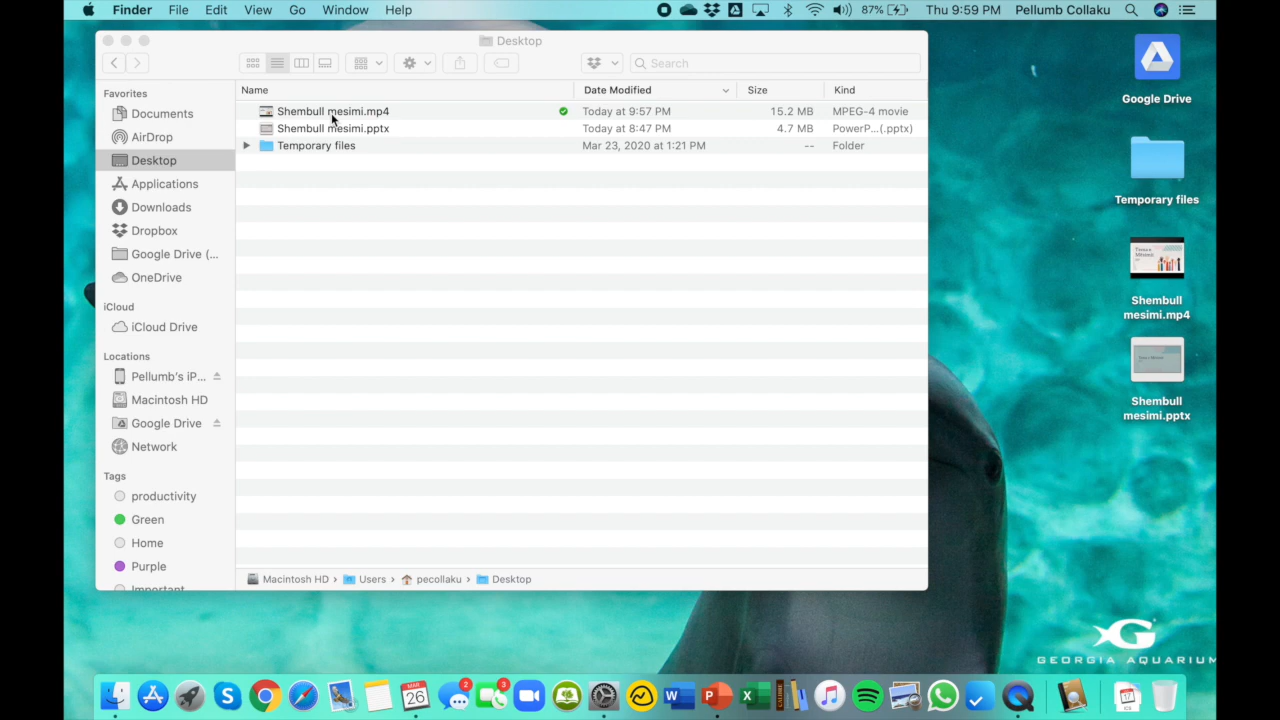 Finder File Edit View Go Window Help 87% Thu 9:59 PM Pellumb Collaku
Desktop
Search
Name Date Modified Size Kind
Favorites
Documents
AirDrop
Desktop
Applications
Downloads
Dropbox
Google Drive (...
OneDrive
iCloud
iCloud Drive
Locations
Pellumb's iP...
Macintosh HD
Google Drive
Network
Tags
productivity
Green
Home
Purple
Important
Shembull mesimi.mp4 Today at 9:57 PM 15.2 MB MPEG-4 movie
Shembull mesimi.pptx Today at 8:47 PM 4.7 MB PowerP...(.pptx)
Temporary files Mar 23, 2020 at 1:21 PM -- Folder
Macintosh HD › Users › pecollaku › Desktop
Google Drive
Temporary files
Shembull
mesimi.mp4
Shembull
mesimi.pptx
GEORGIA AQUARIUM
MAR
26
2
3
17